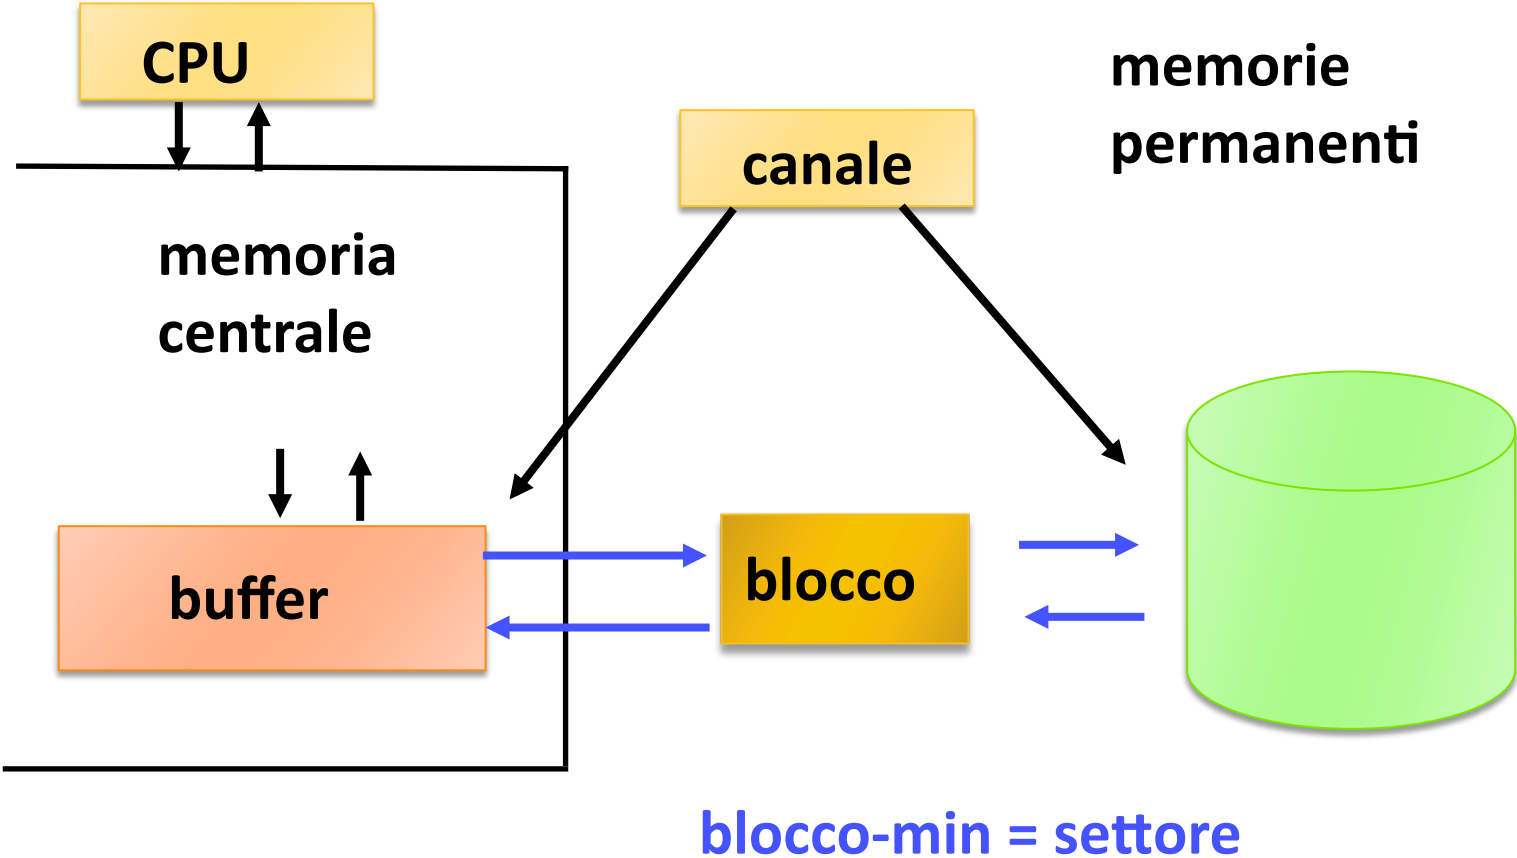 CPU
memorie
permanenti
canale
memoria
centrale
buffer
blocco
blocco-min = settore